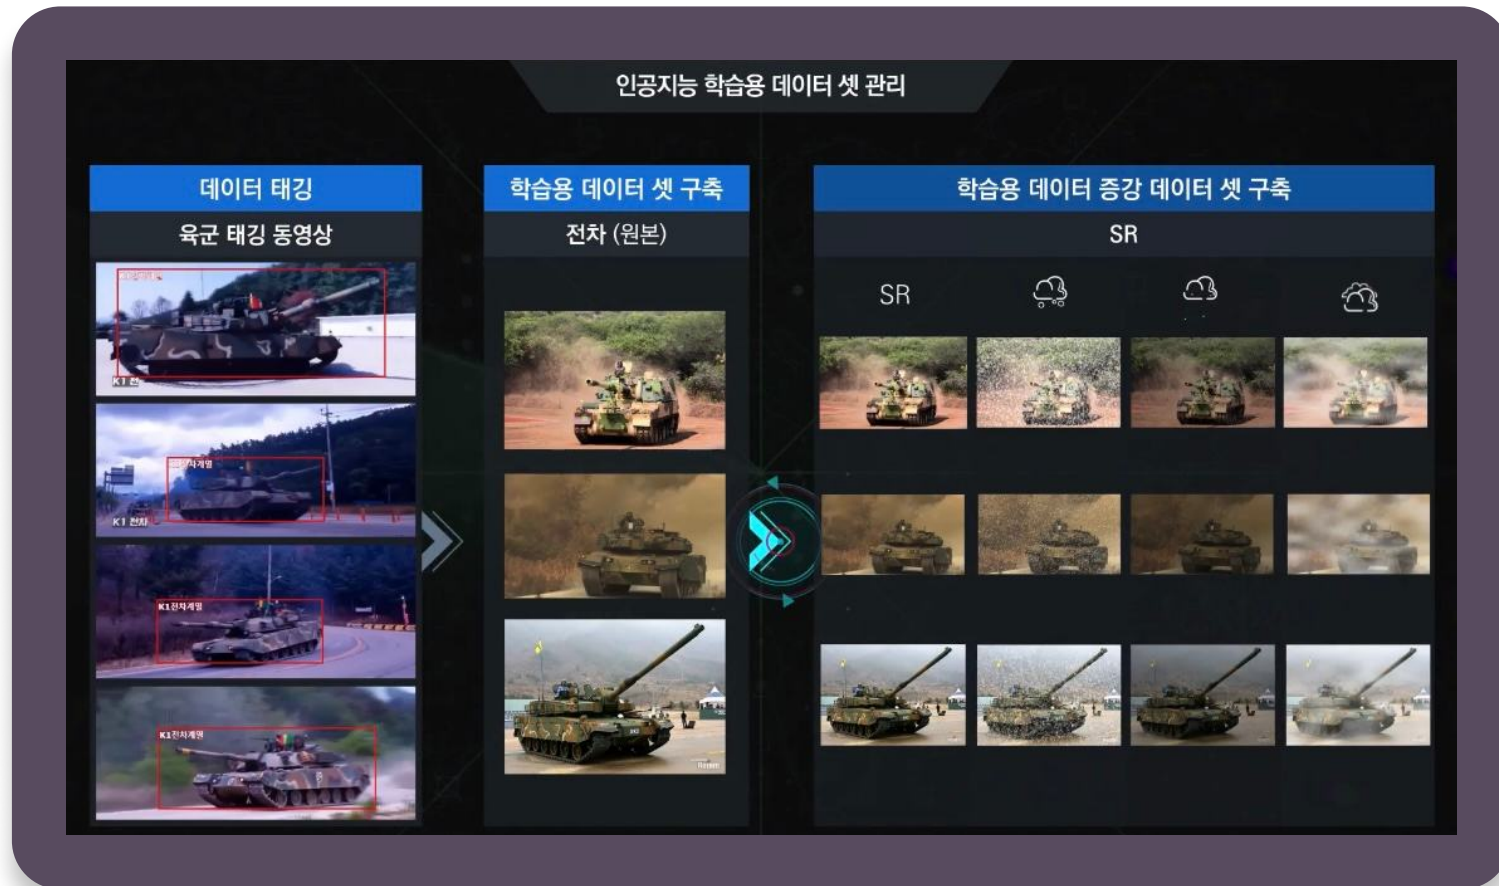 인공지능 학습용 데이터 셋 관리
데이터 태깅
육군 태깅 동영상
K1 전
K1 전차
K1전차계열
K1전차계열
학습용 데이터 셋 구축
전차 (원본)
학습용 데이터 증강 데이터 셋 구축
SR
SR